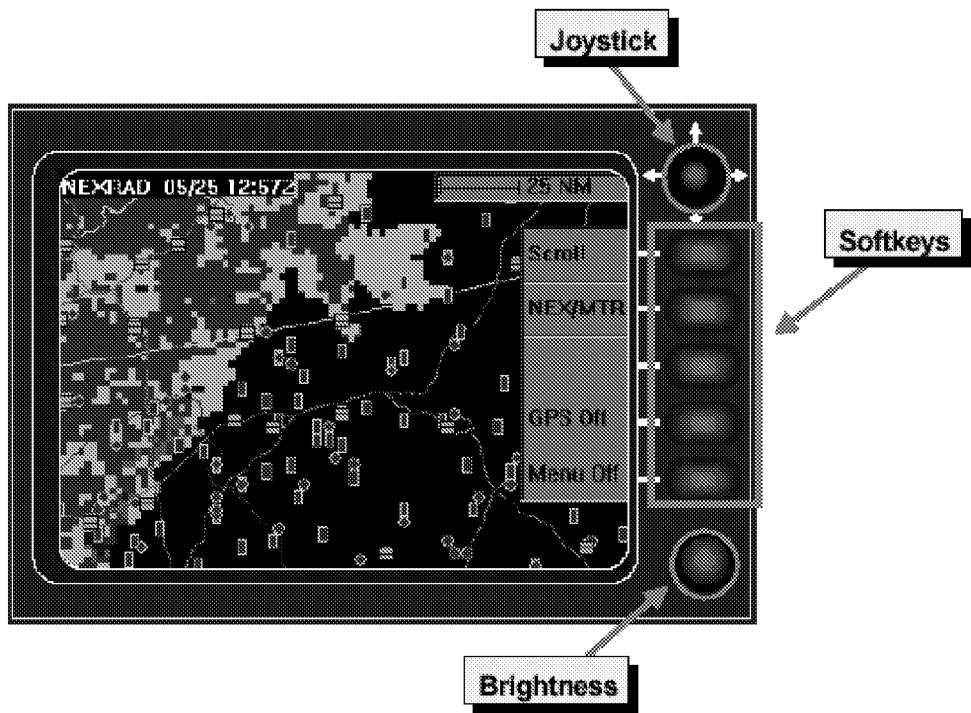 Joystick
NEXRAD 05/25 12:57Z
25 NM
Softkeys
Scroll
NEX/MTR
GPS Off
Menu Off
Brightness